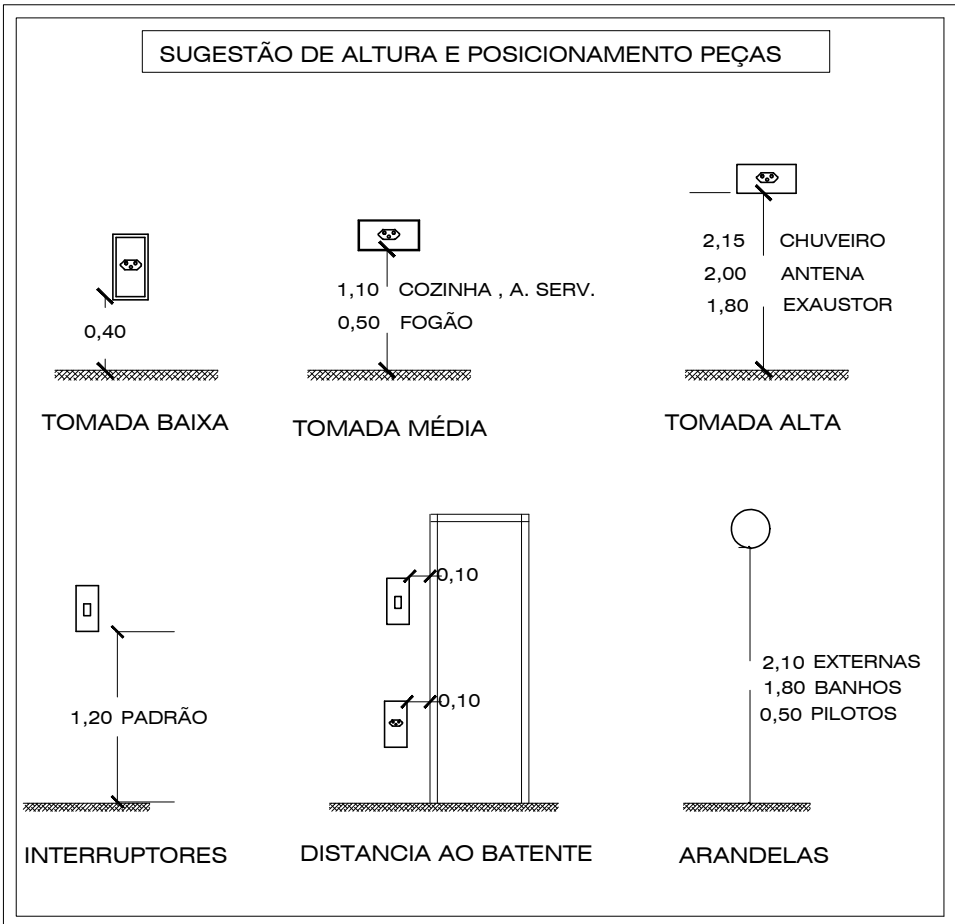 SUGESTÃO DE ALTURA E POSICIONAMENTO PEÇAS
0,40
TOMADA BAIXA
1,10 COZINHA , A. SERV.
0,50 FOGÃO
TOMADA MÉDIA
2,15 CHUVEIRO
2,00 ANTENA
1,80 EXAUSTOR
TOMADA ALTA
1,20 PADRÃO
INTERRUPTORES
0,10
0,10
DISTANCIA AO BATENTE
2,10 EXTERNAS
1,80 BANHOS
0,50 PILOTOS
ARANDELAS